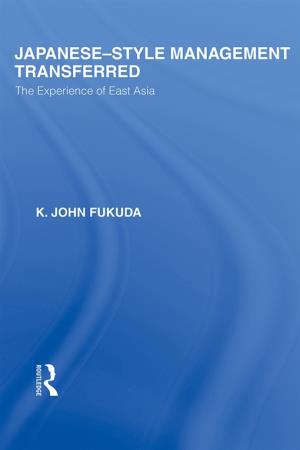 JAPANESE–STYLE MANAGEMENT
TRANSFERRED
The Experience of East Asia
K. JOHN FUKUDA
ROUTLEDGE